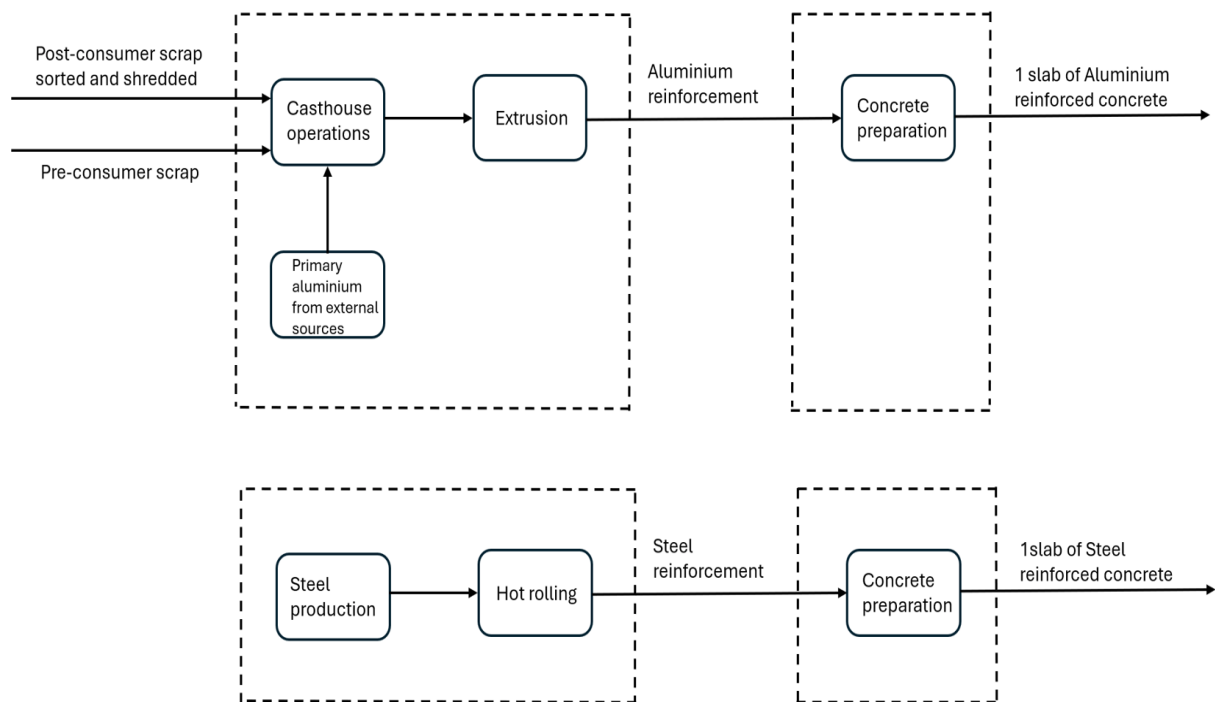 Post-consumer scrap
sorted and shredded
Pre-consumer scrap
Casthouse
operations
Extrusion
Primary
aluminium
from external
sources
Aluminium
reinforcement
Concrete
preparation
1 slab of Aluminium
reinforced concrete
Steel
production
Hot rolling
Steel
reinforcement
Concrete
preparation
1slab of Steel
reinforced concrete